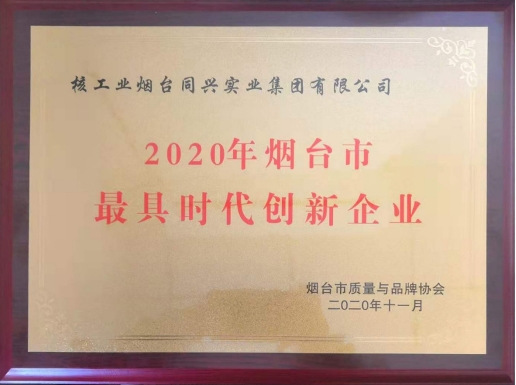 核工业烟台同兴实业集团有限公司
2020年烟台市
最具时代创新企业
烟台市质量与品牌协会
二〇二〇年十一月